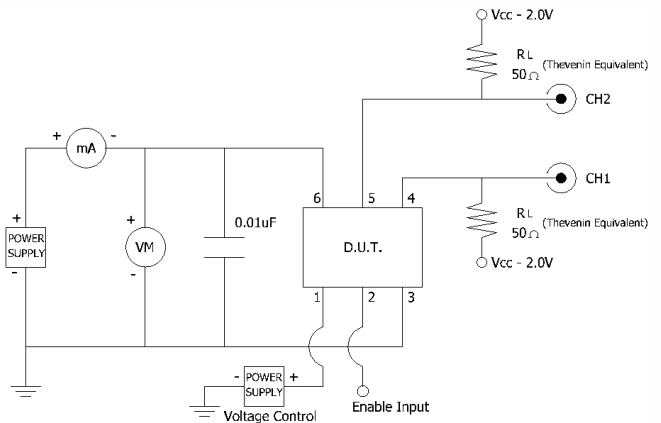 Vcc - 2.0V
RL
50Ω
(Thevenin Equivalent)
CH2
+
-
mA
6
5
4
CH1
+
POWER
SUPPLY
-
+
VM
-
0.01uF
D.U.T.
RL
50Ω
(Thevenin Equivalent)
Vcc - 2.0V
1
2
3
-
POWER
SUPPLY
+
Voltage Control
Enable Input